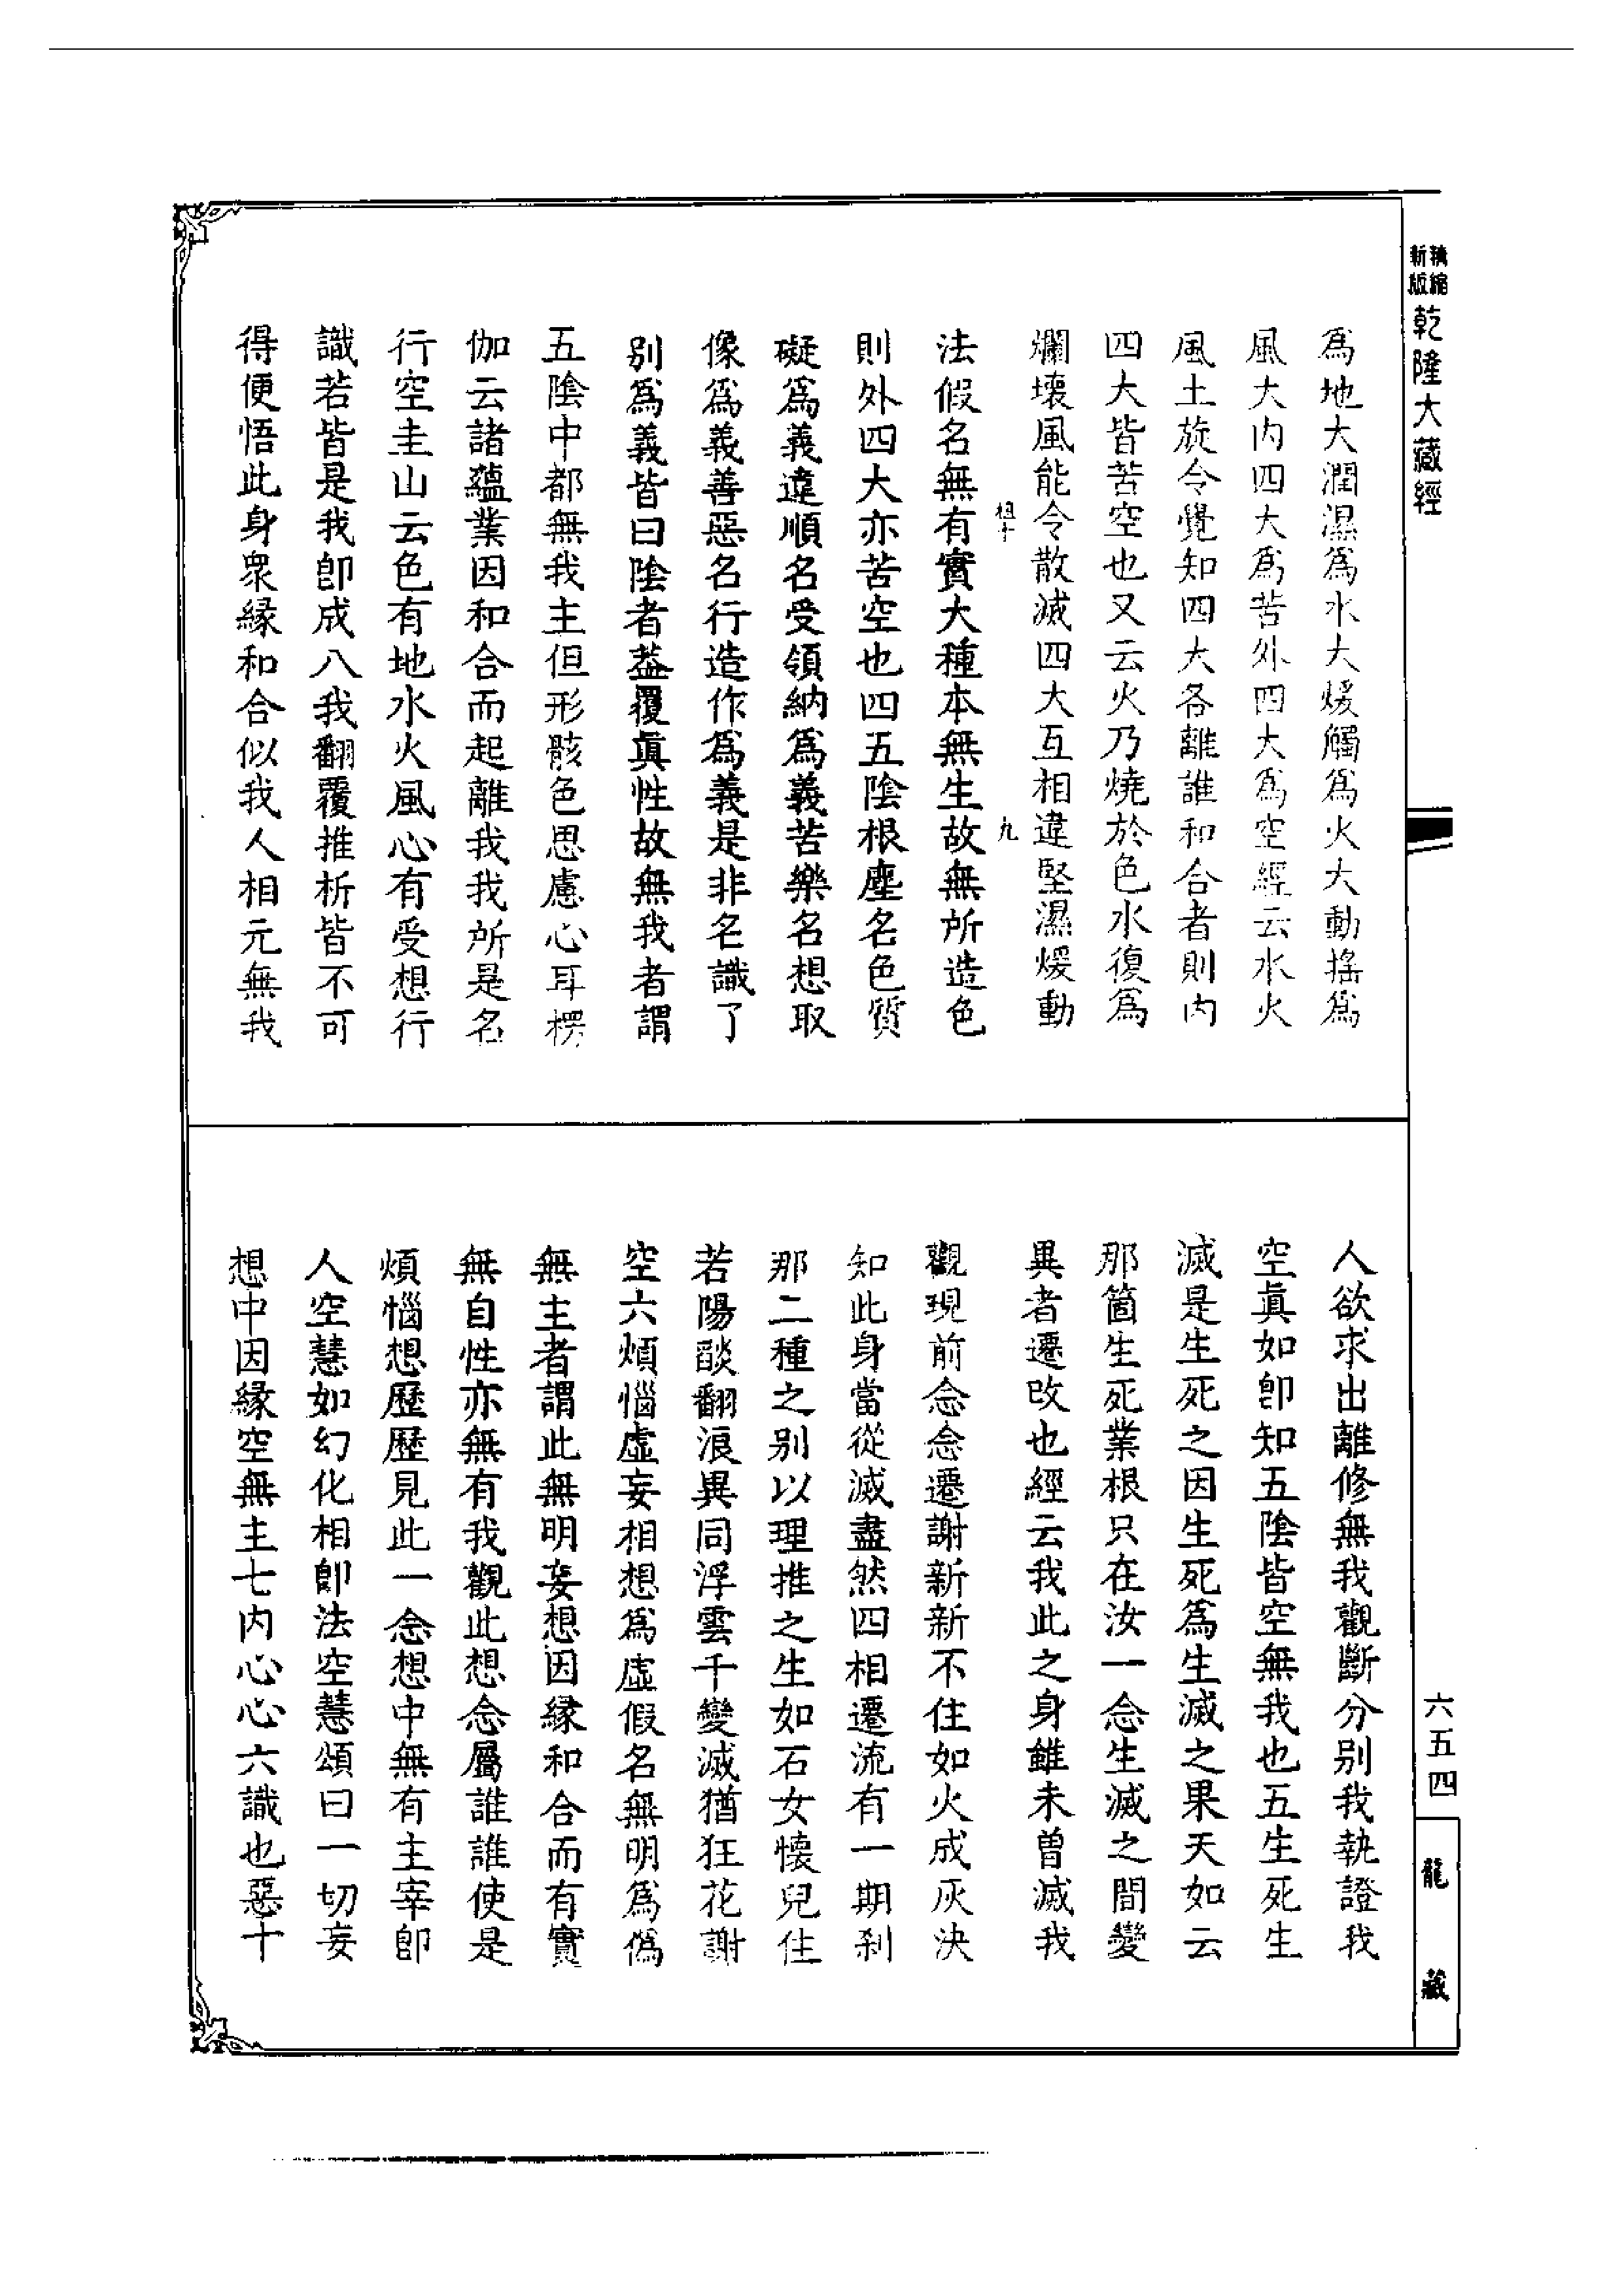 精縮
新版
乾隆大藏經
爲地大潤濕爲水大煖觸爲火大動搖爲
風大内四大爲苦外四大爲空經云水火
風土旋令覺知四大各離誰和合者則内
四大皆苦空也又云火乃燒於色水復爲
爛壞風能令散滅四大互相違堅濕煖動
十
九
法假名無有實大種本無生故無所造色
則外四大亦苦空也四五陰根塵名色質
礙爲義違順名受領納爲義苦樂名想取
像爲義善惡名行造作爲義是非名識了
别爲義皆曰陰者葢覆眞性故無我者謂
五陰中都無我主但形骸色思慮心耳楞
伽云諸蘊業因和合而起離我我所是名
行空圭山云色有地水火風心有受想行
識若皆是我卽成八我翻覆推析皆不可
得便悟此身衆縁和合似我人相元無我
人欲求出離修無我觀斷分别我執證我
空眞如卽知五陰皆空無我也五生死生
滅是生死之因生死爲生滅之果天如云
那箇生死業根只在汝一念生滅之間變
異者遷改也經云我此之身雖未曾滅我
觀現前念念遷謝新新不住如火成灰決
知此身當從滅盡然四相遷流有一期刹
那二種之别以理推之生如石女懷兒住
若陽燄翻浪異同浮雲千變滅猶狂花謝
空六煩惱虛妄相想爲虛假名無明爲僞
無主者謂此無明妄想因縁和合而有實
無自性亦無有我觀此想念屬誰誰使是
煩惱想歷歷見此一念想中無有主宰卽
人空慧如幻化相卽法空慧頌曰一切妄
想中因縁空無主七内心心六識也惡十
六五四
龍藏